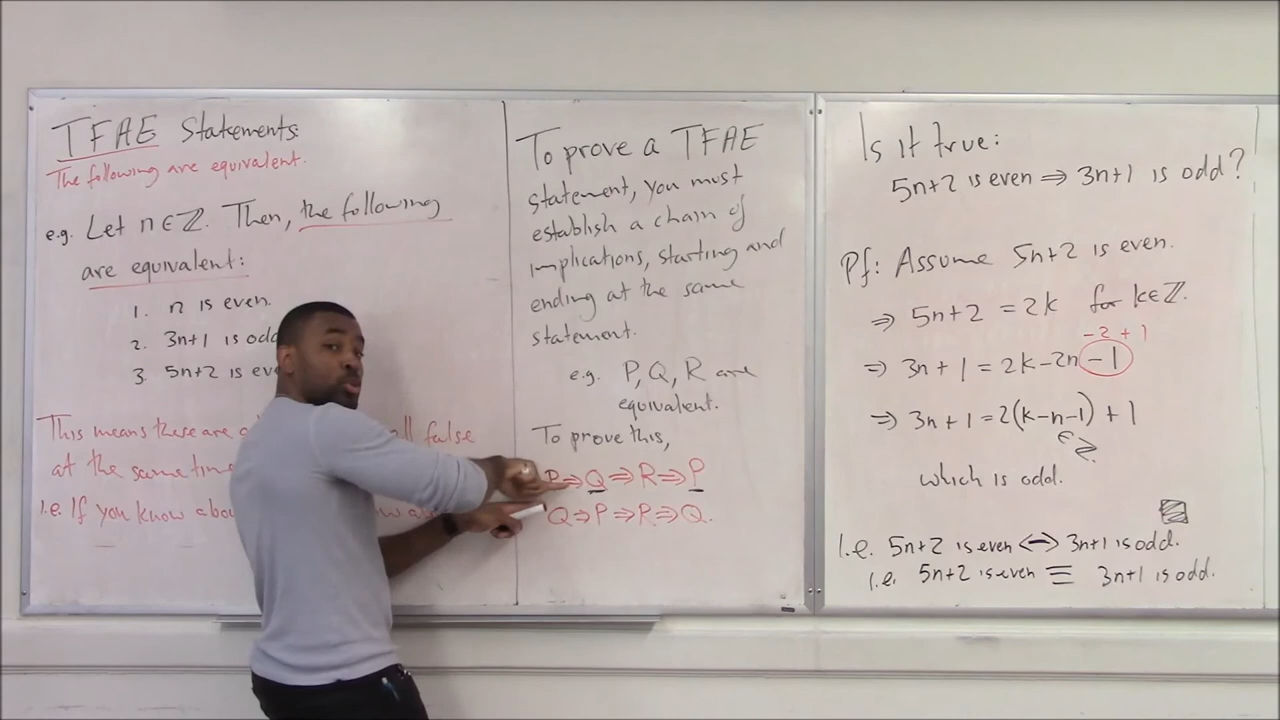 TFAE Statements
The following are equivalent.
e.g. Let n∈ℤ. Then, the following
are equivalent:
1. n is even.
2. 3n+1 is odd
3. 5n+2 is eve
This means these are all false
at the same time
i.e. If you know abou
To prove a TFAE
statement, you must
establish a chain of
implications, starting and
ending at the same
statement.
e.g. P, Q, R are
equivalent.
To prove this,
P⇒Q⇒R⇒P
Q⇒P⇒R⇒Q.
Is it true:
5n+2 is even ⇒ 3n+1 is odd?
Pf: Assume 5n+2 is even.
⇒ 5n+2 = 2k for k∈ℤ.
-2 + 1
⇒ 3n+1 = 2k-2n-1
⇒ 3n+1 = 2(k-n-1) + 1
∈ℤ.
which is odd.
i.e. 5n+2 is even ⟷ 3n+1 is odd.
i.e. 5n+2 is even ≡ 3n+1 is odd.